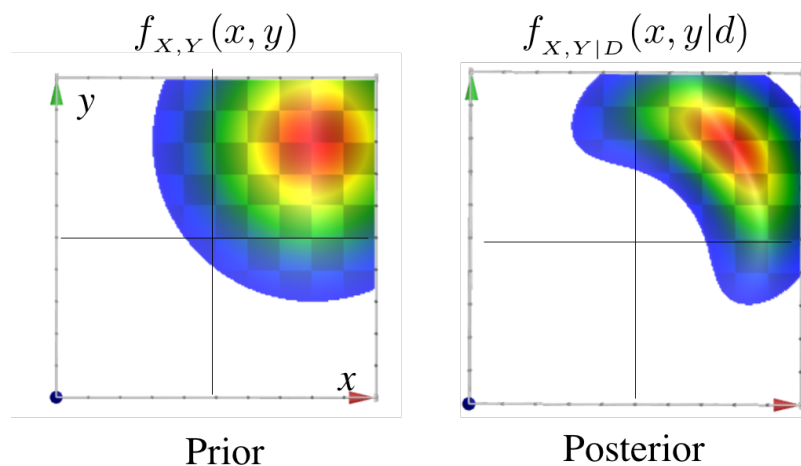 f_{X,Y}(x, y)
f_{X,Y|D}(x, y|d)
y
x
Prior
Posterior